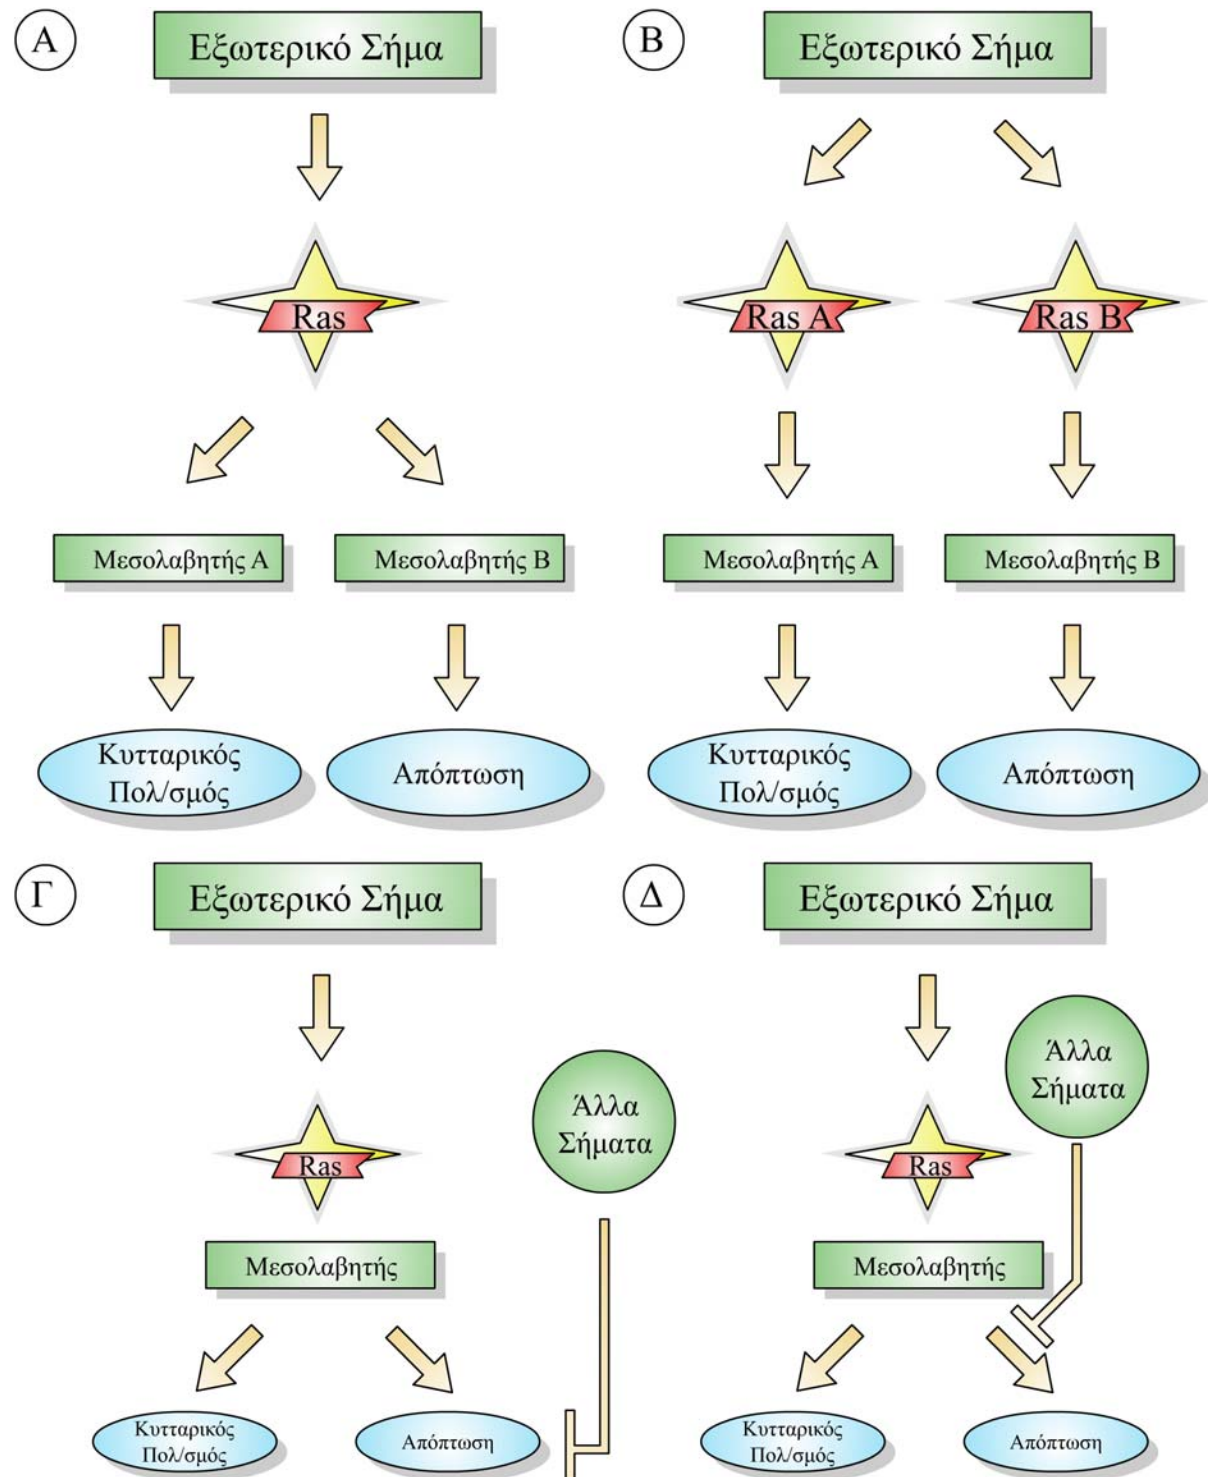 Α
Εξωτερικό Σήμα
Ras
Μεσολαβητής Α
Μεσολαβητής Β
Κυτταρικός
Πολ/σμός
Απόπτωση
Β
Εξωτερικό Σήμα
Ras A
Ras B
Μεσολαβητής Α
Μεσολαβητής Β
Κυτταρικός
Πολ/σμός
Απόπτωση
Γ
Εξωτερικό Σήμα
Άλλα
Σήματα
Ras
Μεσολαβητής
Κυτταρικός
Πολ/σμός
Απόπτωση
Δ
Εξωτερικό Σήμα
Άλλα
Σήματα
Ras
Μεσολαβητής
Κυτταρικός
Πολ/σμός
Απόπτωση